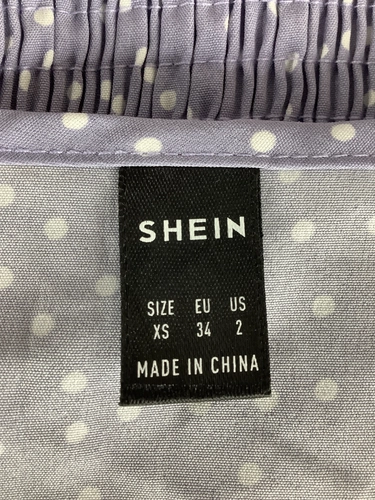 SHEIN
SIZE EU US
XS 34 2
MADE IN CHINA